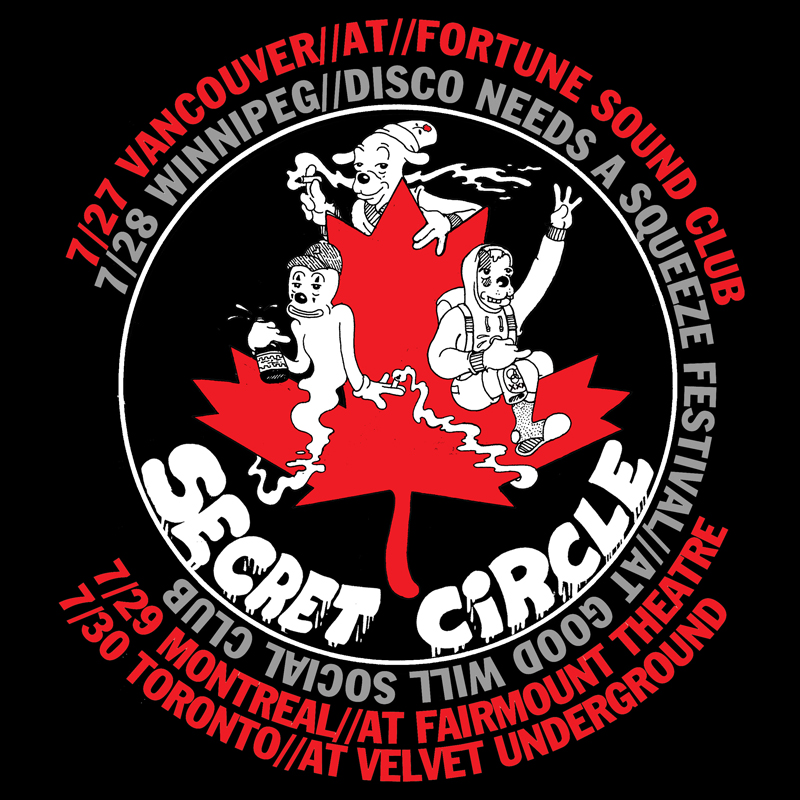 7/27 VANCOUVER//AT//FORTUNE SOUND CLUB
7/28 WINNIPEG//DISCO NEEDS A SQUEEZE FESTIVAL//AT GOOD WILL SOCIAL CLUB
SECRET CiRCLE
7/29 MONTREAL//AT FAIRMOUNT THEATRE
7/30 TORONTO//AT VELVET UNDERGROUND